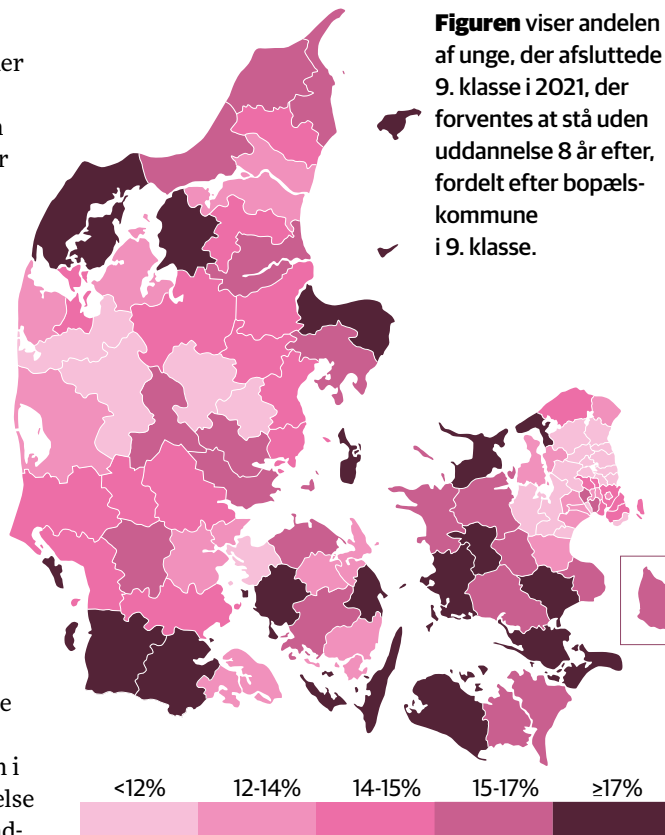 Figuren viser andelen
af unge, der afsluttede
9. klasse i 2021, der
forventes at stå uden
uddannelse 8 år efter,
fordelt efter bopæls-
kommune
i 9. klasse.
<12% 12-14% 14-15% 15-17% ≥17%